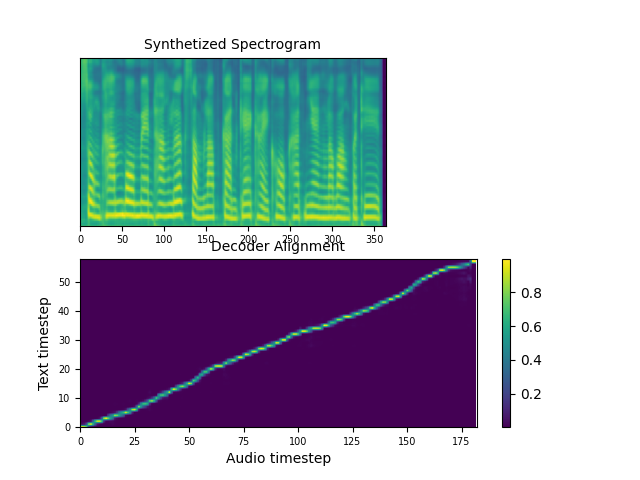 Synthetized Spectrogram
0 50 100 150 200 250 300 350
Decoder Alignment
50
40
30
20
10
0
Text timestep
0 25 50 75 100 125 150 175
Audio timestep
0.8
0.6
0.4
0.2